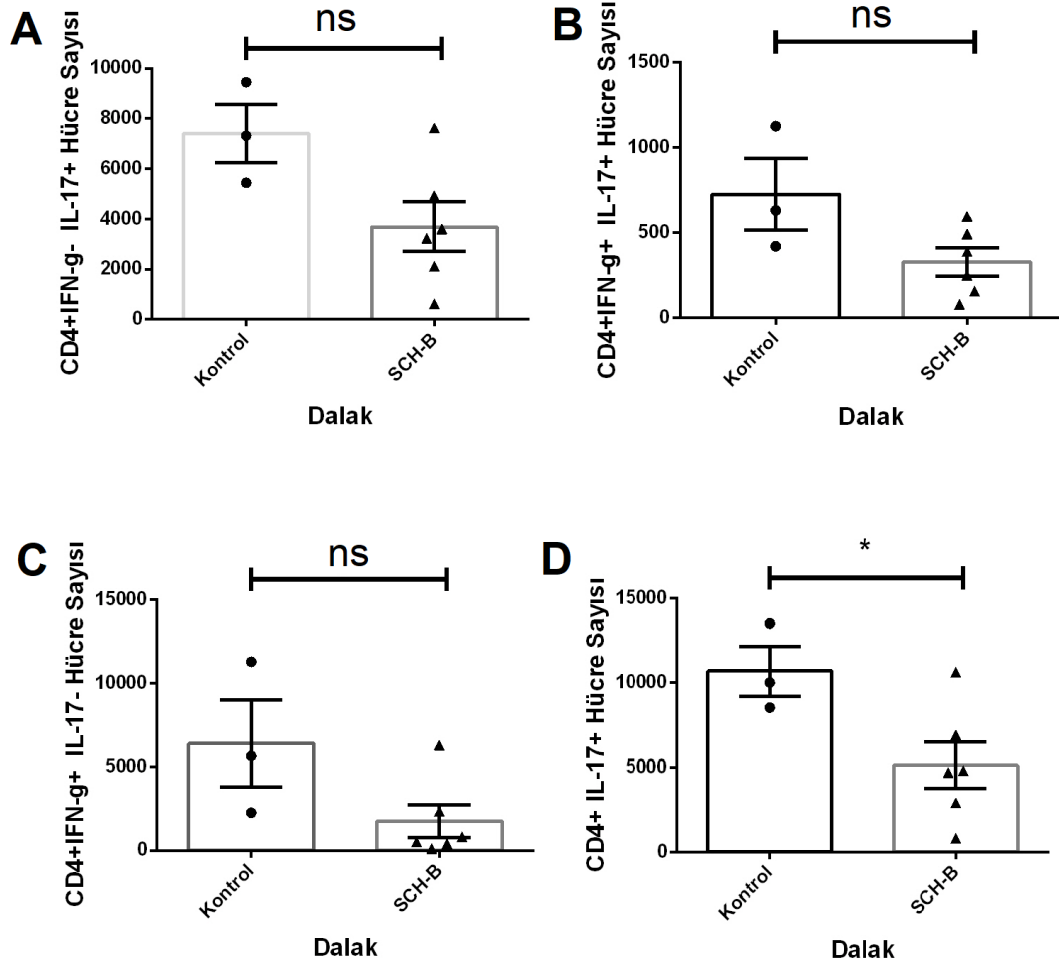 A
ns
CD4+IFN-g- IL-17+ Hücre Sayısı
10000
8000
6000
4000
2000
0
Kontrol
SCH-B
Dalak
B
ns
CD4+IFN-g+ IL-17+ Hücre Sayısı
1500
1000
500
0
Kontrol
SCH-B
Dalak
C
ns
CD4+IFN-g+ IL-17- Hücre Sayısı
15000
10000
5000
0
Kontrol
SCH-B
Dalak
D
*
CD4+ IL-17+ Hücre Sayısı
15000
10000
5000
0
Kontrol
SCH-B
Dalak